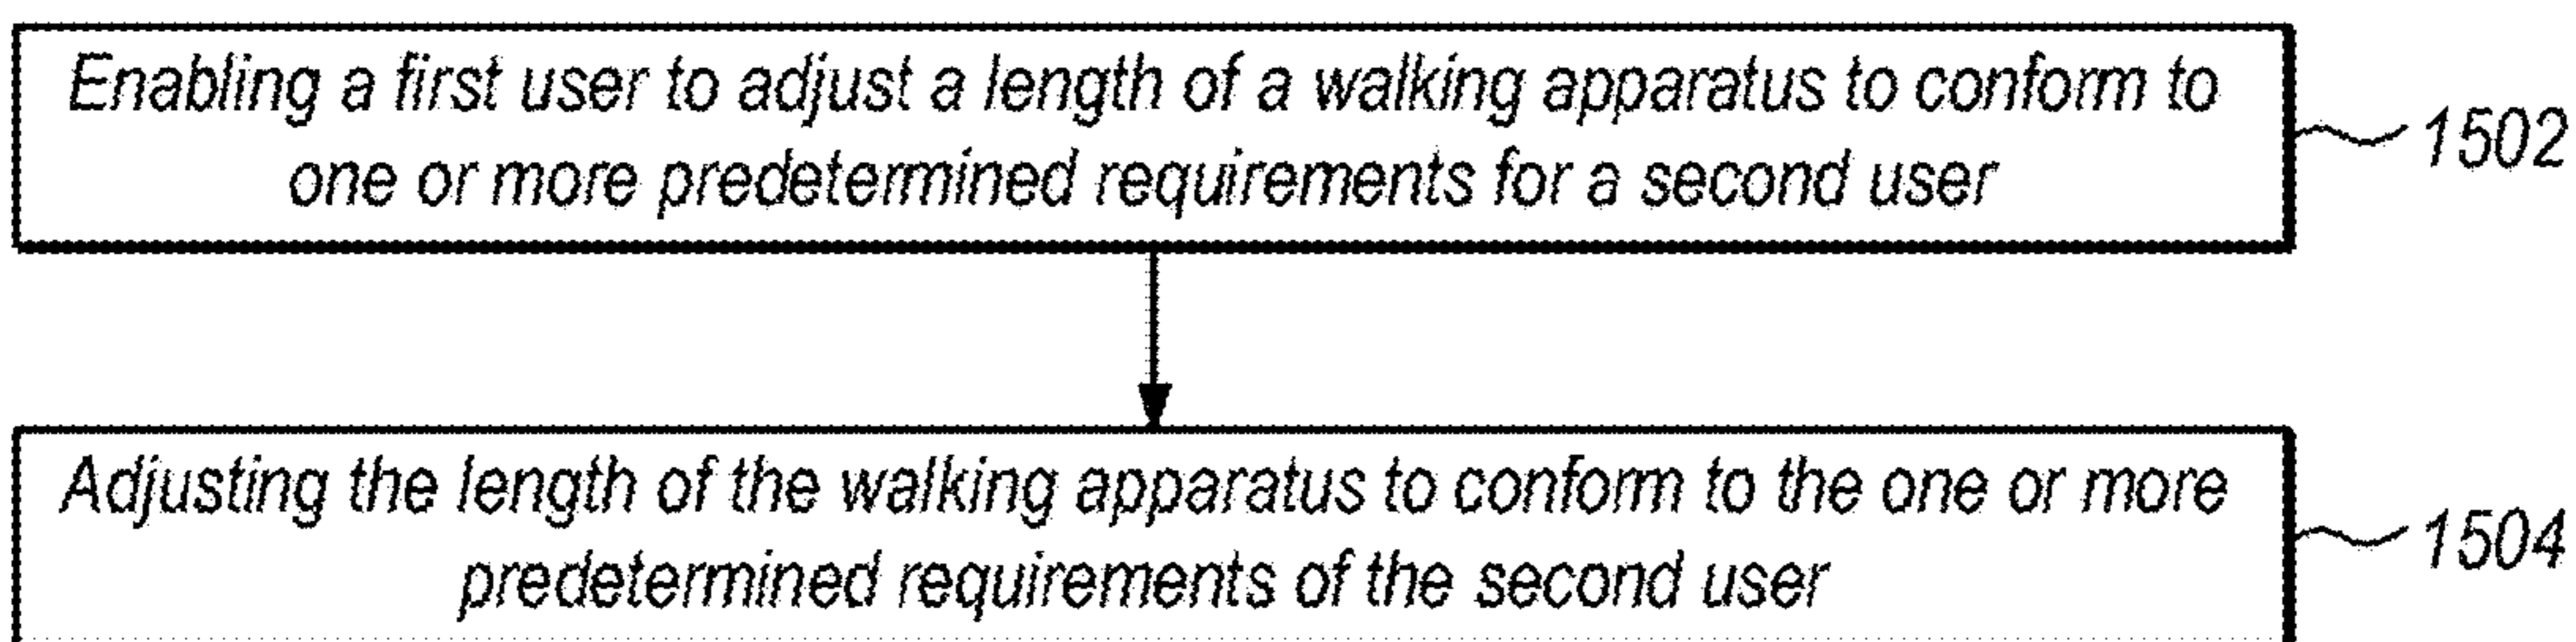 Enabling a first user to adjust a length of a walking apparatus to conform to
one or more predetermined requirements for a second user
1502
Adjusting the length of the walking apparatus to conform to the one or more
predetermined requirements of the second user
1504